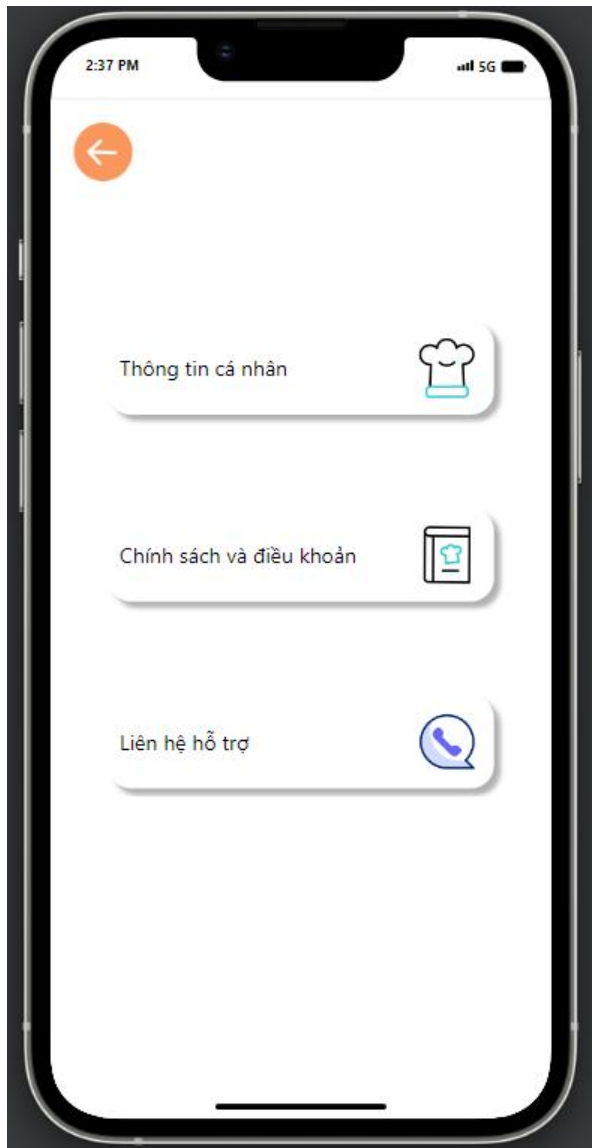 2:37 PM
5G
Thông tin cá nhân
Chính sách và điều khoản
Liên hệ hỗ trợ